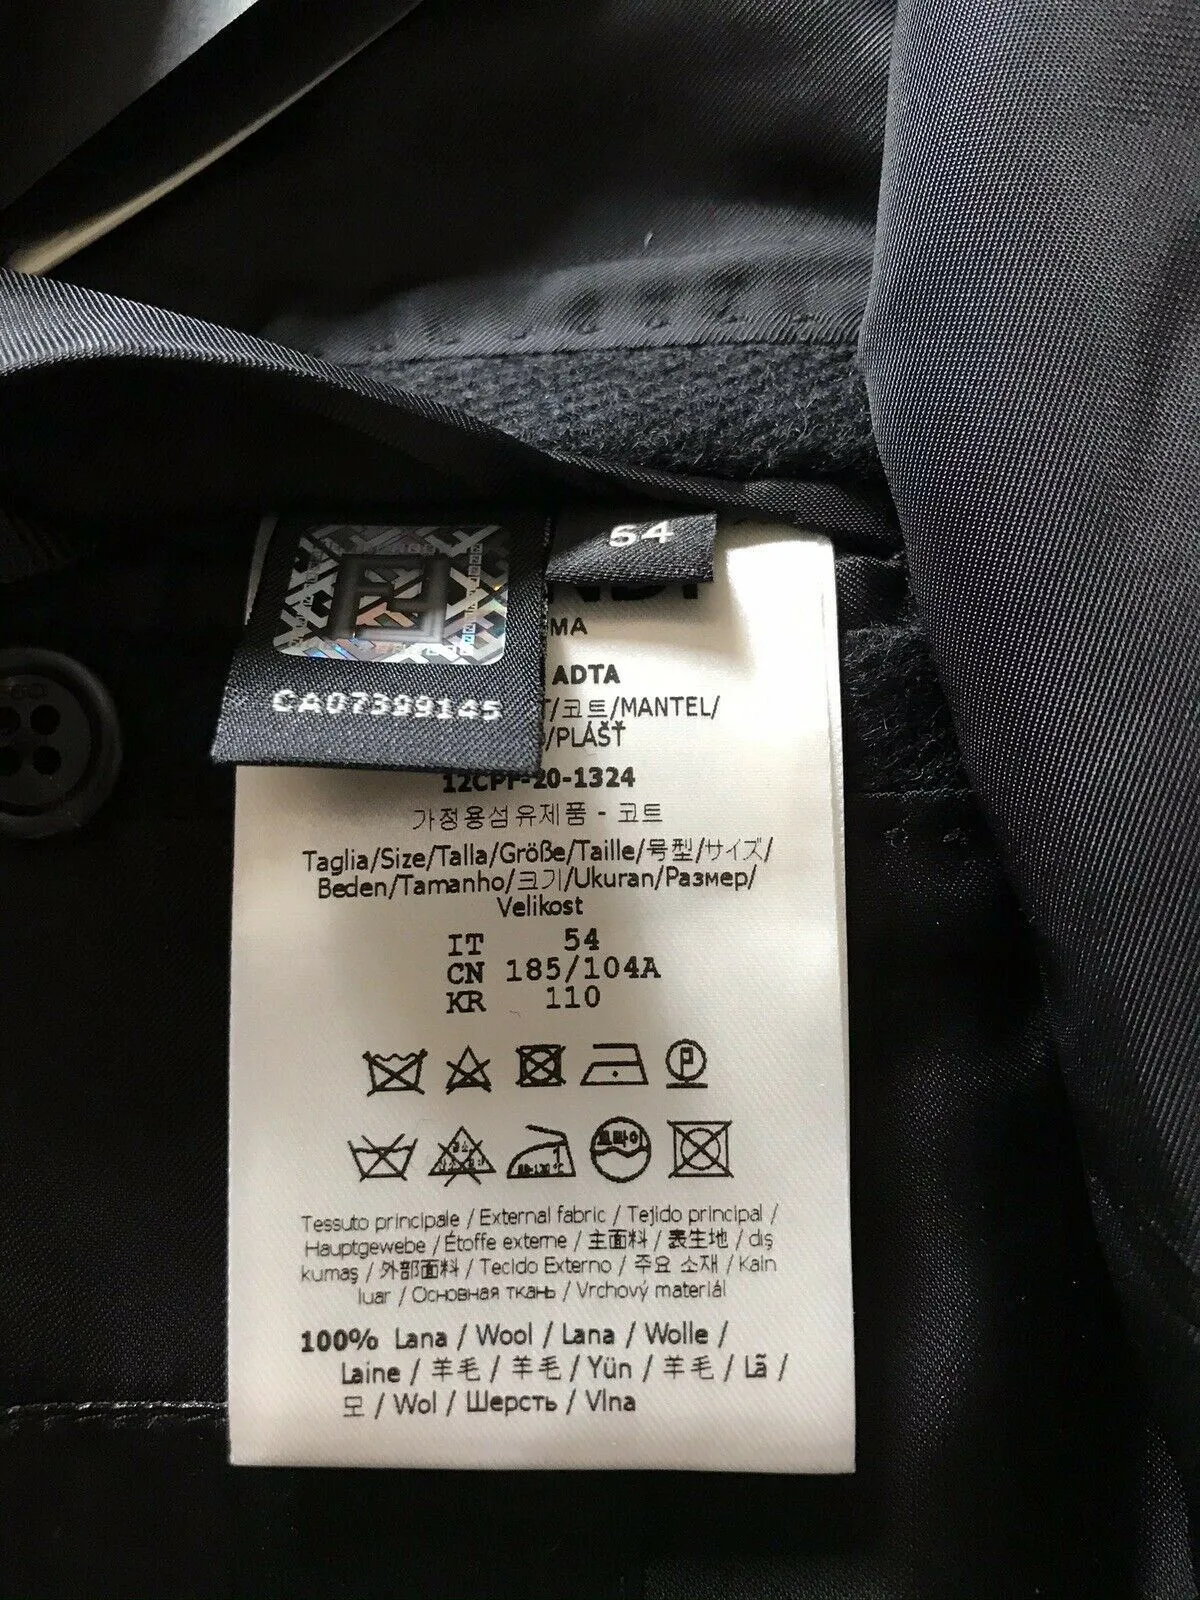 54
CA07399145
MA
ADTA
/코트/MANTEL/
/PLÁŠŤ
12CPF-20-1324
가정용섬유제품 - 코트
Taglia/Size/Talla/Größe/Taille/号型/サイズ/
Beden/Tamanho/크기/Ukuran/Размер/
Velikost
IT 54
CN 185/104A
KR 110
P
Tessuto principale / External fabric / Tejido principal /
Hauptgewebe / Étoffe externe / 主面料 / 表生地 / dış
kumaş / 外部面料 / Tecido Externo / 주요 소재 / Kain
luar / Основная ткань / Vrchový materiál
100% Lana / Wool / Lana / Wolle /
Laine / 羊毛 / 羊毛 / Yün / 羊毛 / Lã /
모 / Wol / Шерсть / Vlna